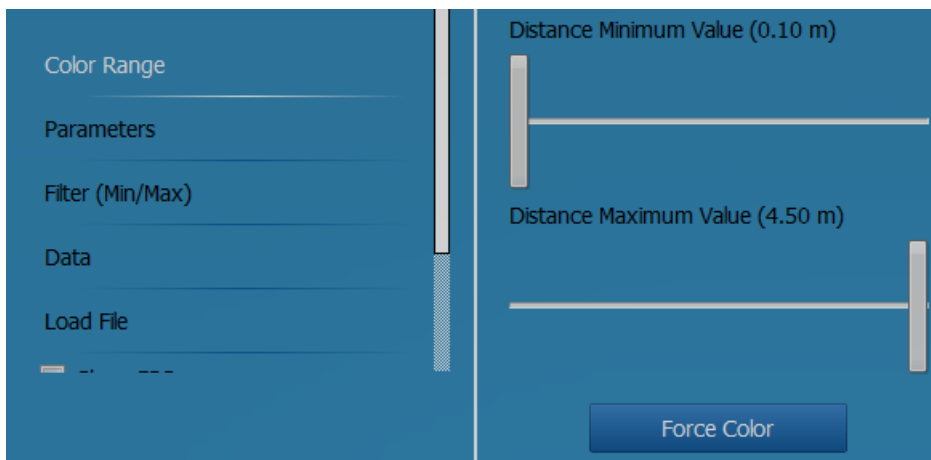 Color Range
Parameters
Filter (Min/Max)
Data
Load File
Distance Minimum Value (0.10 m)
Distance Maximum Value (4.50 m)
Force Color